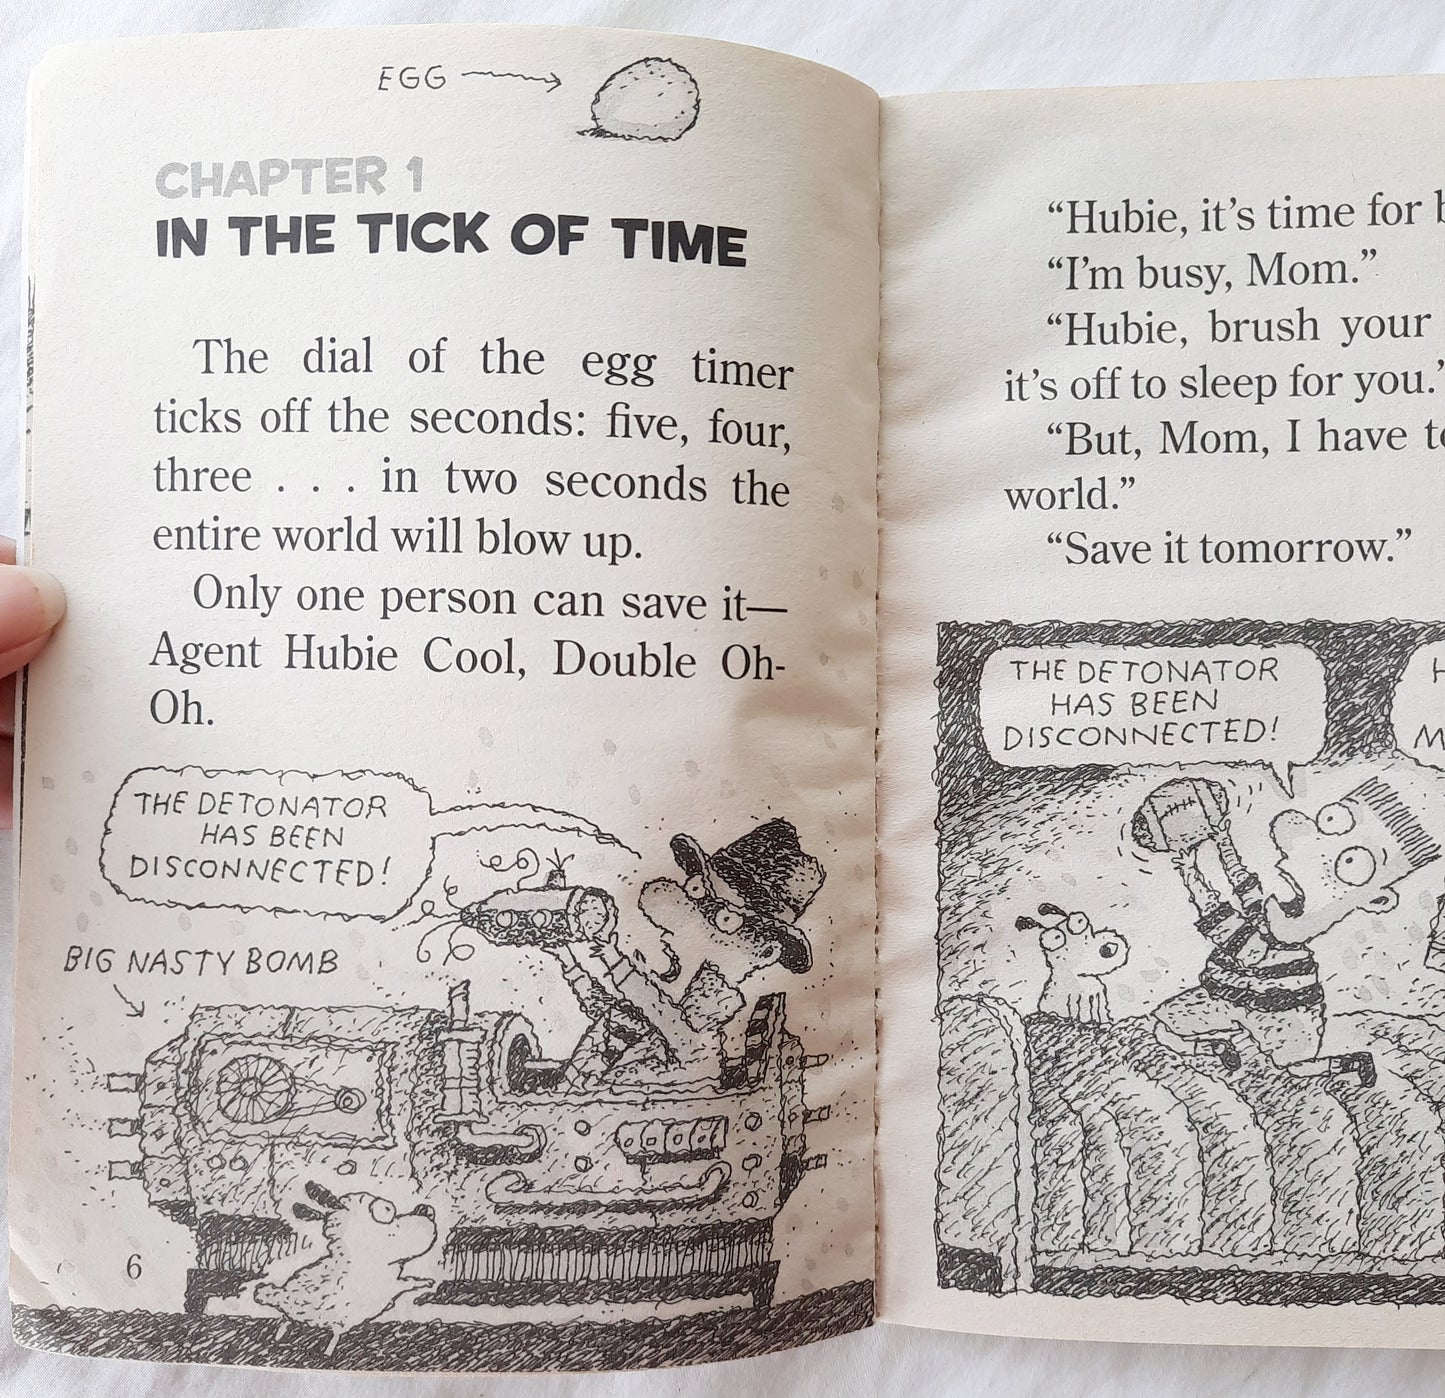 EGG
CHAPTER 1
IN THE TICK OF TIME
The dial of the egg timer
ticks off the seconds: five, four,
three . . . in two seconds the
entire world will blow up.
Only one person can save it—
Agent Hubie Cool, Double Oh-
Oh.
THE DETONATOR
HAS BEEN
DISCONNECTED!
BIG NASTY BOMB
6
“Hubie, it’s time for
“I’m busy, Mom.”
“Hubie, brush your
it’s off to sleep for you.”
“But, Mom, I have
world.”
“Save it tomorrow.”
THE DETONATOR
HAS BEEN
DISCONNECTED!